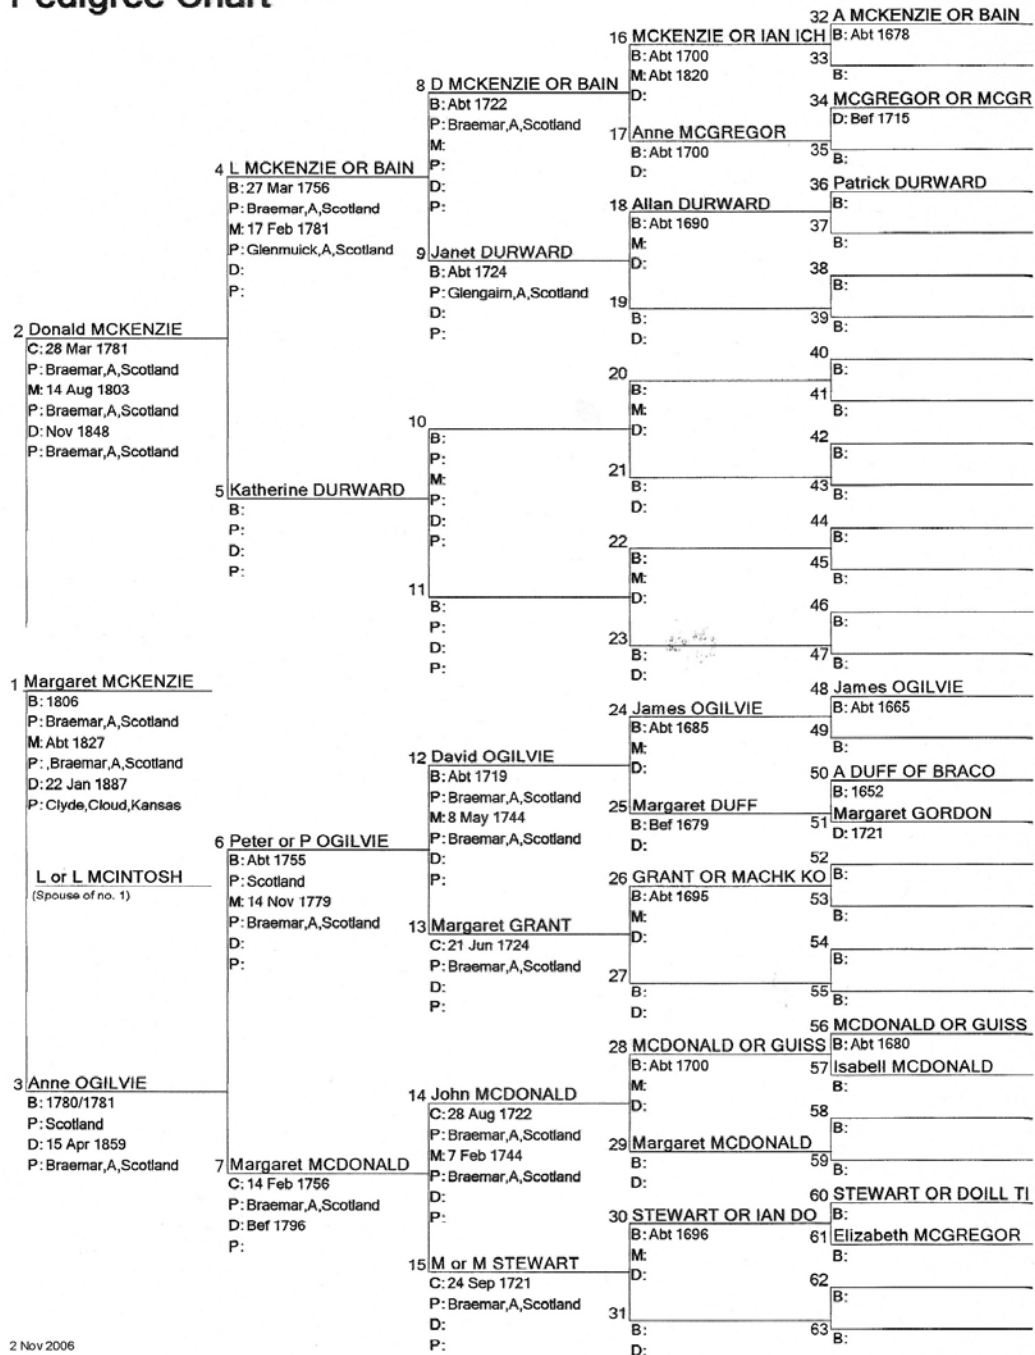 Pedigree Chart
2 Donald MCKENZIE
C: 28 Mar 1781
P: Braemar,A,Scotland
M: 14 Aug 1803
P: Braemar,A,Scotland
D: Nov 1848
P: Braemar,A,Scotland
1 Margaret MCKENZIE
B: 1806
P: Braemar,A,Scotland
M: Abt 1827
P: ,Braemar,A,Scotland
D: 22 Jan 1887
P: Clyde,Cloud,Kansas
L or L MCINTOSH
(Spouse of no. 1)
3 Anne OGILVIE
B: 1780/1781
P: Scotland
D: 15 Apr 1859
P: Braemar,A,Scotland
2 Nov 2006
4 L MCKENZIE OR BAIN
B: 27 Mar 1756
P: Braemar,A,Scotland
M: 17 Feb 1781
P: Glenmuick,A,Scotland
D:
P:
5 Katherine DURWARD
B:
P:
D:
P:
6 Peter or P OGILVIE
B: Abt 1755
P: Scotland
M: 14 Nov 1779
P: Braemar,A,Scotland
D:
P:
7 Margaret MCDONALD
C: 14 Feb 1756
P: Braemar,A,Scotland
D: Bef 1796
P:
8 D MCKENZIE OR BAIN
B: Abt 1722
P: Braemar,A,Scotland
M:
P:
D:
P:
9 Janet DURWARD
B: Abt 1724
P: Glengairn,A,Scotland
D:
P:
10
B:
P:
M:
P:
D:
P:
11
B:
P:
D:
P:
12 David OGILVIE
B: Abt 1719
P: Braemar,A,Scotland
M: 8 May 1744
P: Braemar,A,Scotland
D:
P:
13 Margaret GRANT
C: 21 Jun 1724
P: Braemar,A,Scotland
D:
P:
14 John MCDONALD
C: 28 Aug 1722
P: Braemar,A,Scotland
M: 7 Feb 1744
P: Braemar,A,Scotland
D:
P:
15 M or M STEWART
C: 24 Sep 1721
P: Braemar,A,Scotland
D:
P:
16 MCKENZIE OR IAN ICH
B: Abt 1700
M: Abt 1820
D:
17 Anne MCGREGOR
B: Abt 1700
D:
18 Allan DURWARD
B: Abt 1690
M:
D:
19
B:
D:
20
B:
M:
D:
21
B:
D:
22
B:
M:
D:
23
B:
D:
24 James OGILVIE
B: Abt 1685
M:
D:
25 Margaret DUFF
B: Bef 1679
D:
26 GRANT OR MACHK KO
B: Abt 1695
M:
D:
27
B:
D:
28 MCDONALD OR GUISS
B: Abt 1700
M:
D:
29 Margaret MCDONALD
B:
D:
30 STEWART OR IAN DO
B: Abt 1696
M:
D:
31
B:
D:
32 A MCKENZIE OR BAIN
B: Abt 1678
33
B:
34 MCGREGOR OR MCGR
D: Bef 1715
35
B:
36 Patrick DURWARD
B:
37
B:
38
B:
39
B:
40
B:
41
B:
42
B:
43
B:
44
B:
45
B:
46
B:
47
B:
48 James OGILVIE
B: Abt 1665
49
B:
50 A DUFF OF BRACO
B: 1652
51 Margaret GORDON
D: 1721
52
B:
53
B:
54
B:
55
B:
56 MCDONALD OR GUISS
B: Abt 1680
57 Isabell MCDONALD
B:
58
B:
59
B:
60 STEWART OR DOILL TI
B:
61 Elizabeth MCGREGOR
B:
62
B:
63
B: